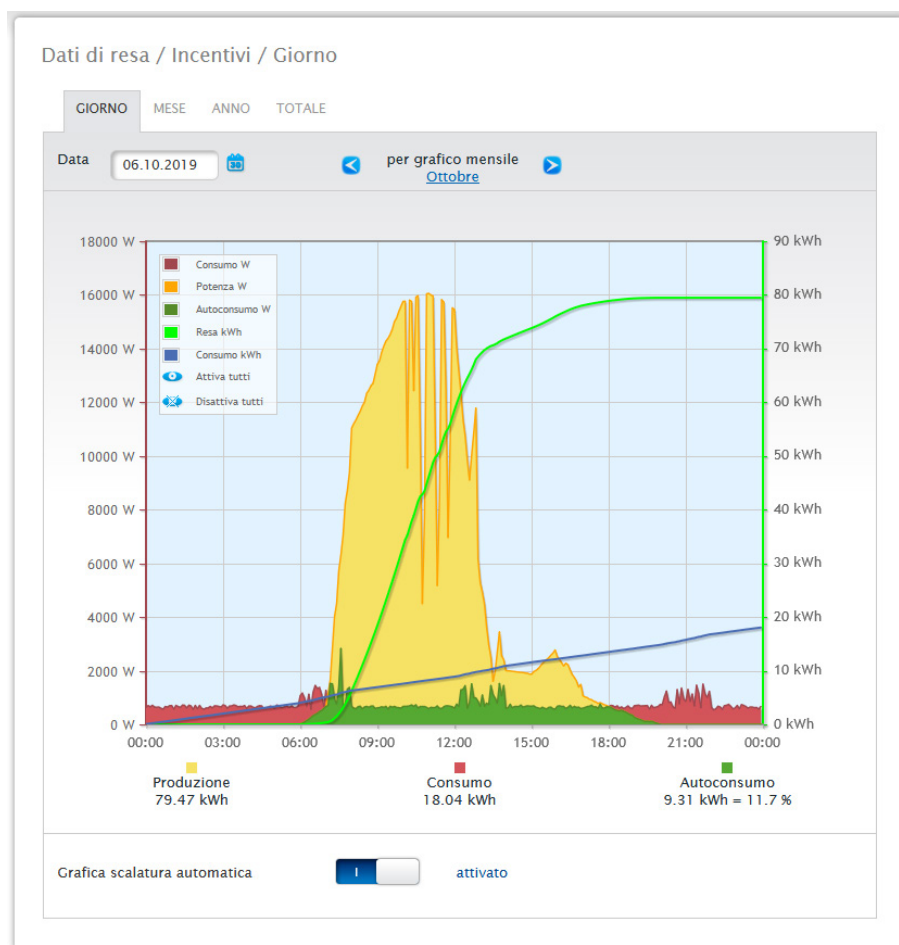 Dati di resa / Incentivi / Giorno
GIORNO MESE ANNO TOTALE
Data 06.10.2019 30 per grafico mensile
Ottobre
18000 W 90 kWh
Consumo W
Potenza W
16000 W 80 kWh
Autoconsumo W
Resa kWh
14000 W 70 kWh
Consumo kWh
Attiva tutti
Disattiva tutti
12000 W 60 kWh
10000 W 50 kWh
8000 W 40 kWh
6000 W 30 kWh
4000 W 20 kWh
2000 W 10 kWh
0 W 0 kWh
00:00 03:00 06:00 09:00 12:00 15:00 18:00 21:00 00:00
Produzione Consumo Autoconsumo
79.47 kWh 18.04 kWh 9.31 kWh = 11.7 %
Grafica scalatura automatica I attivato